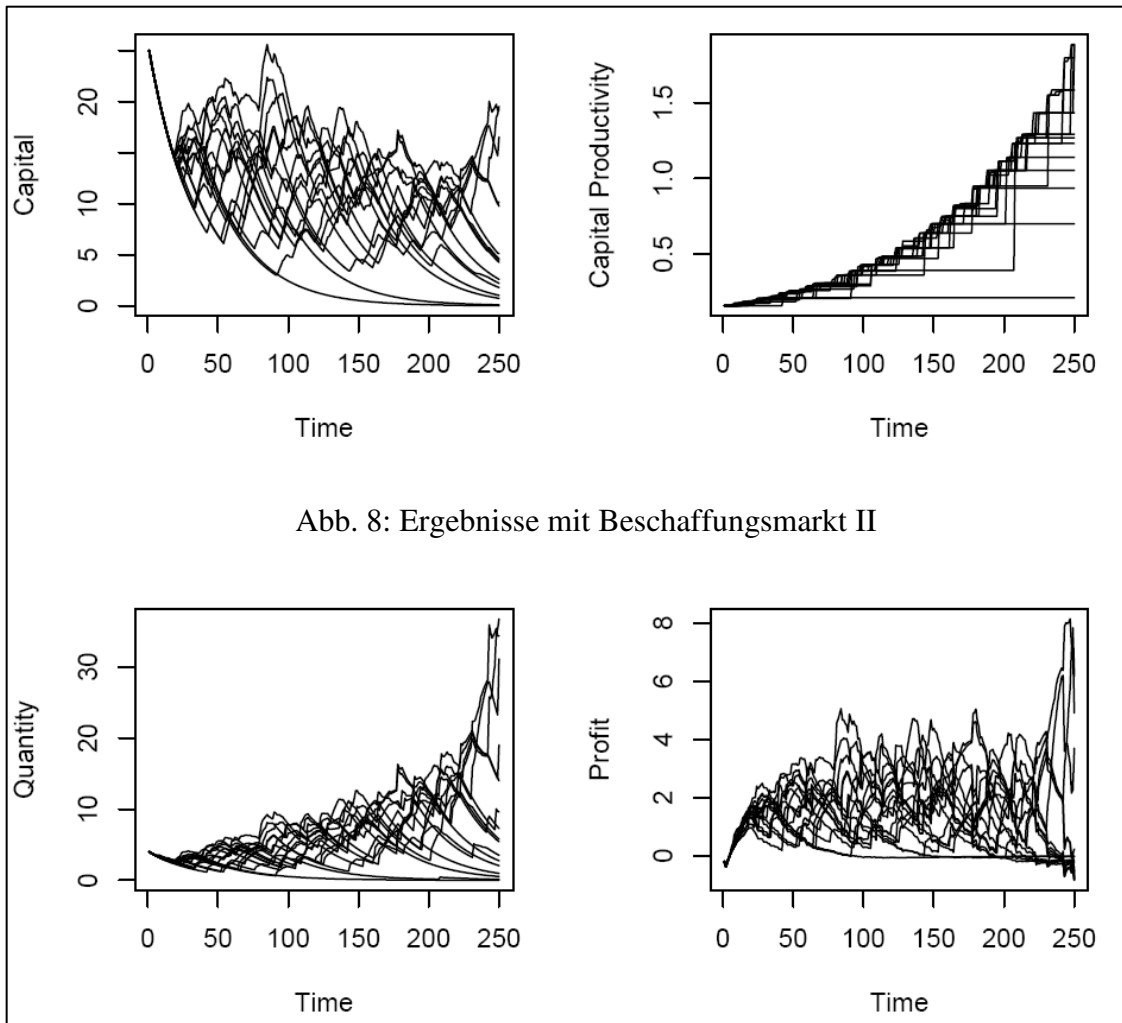 Capital
20
10
5
0
0 50 100 150 200 250
Time
Capital Productivity
1.5
1.0
0.5
0 50 100 150 200 250
Time
Abb. 8: Ergebnisse mit Beschaffungsmarkt II
Quantity
30
20
10
0
0 50 100 150 200 250
Time
Profit
8
6
4
2
0
0 50 100 150 200 250
Time